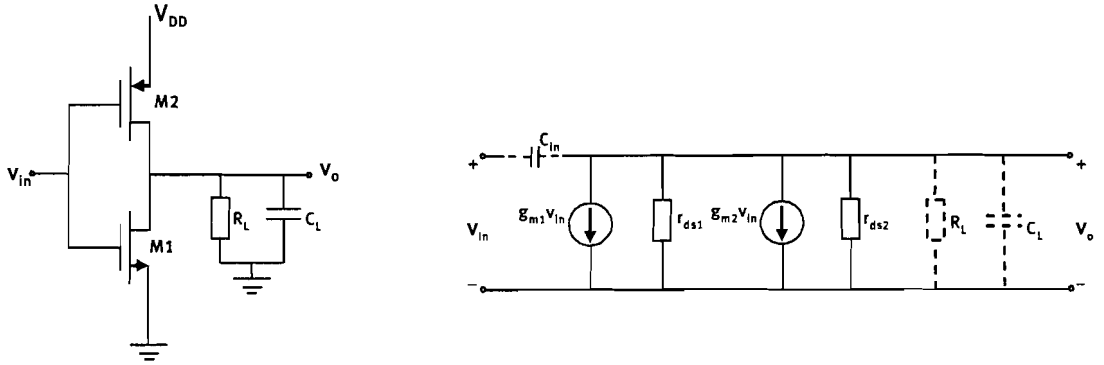 V_DD
M2
V_in
V_o
R_L
C_L
M1
C_in
+
+
g_m1 v_in
r_ds1
g_m2 v_in
r_ds2
R_L
C_L
V_in
V_o
−
−